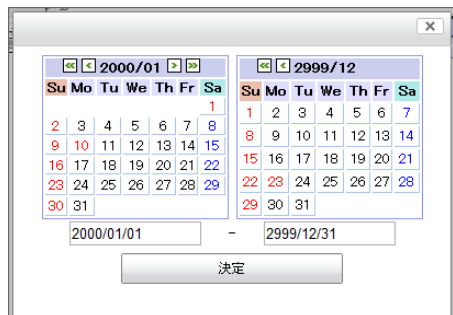 2000/01
Su Mo Tu We Th Fr Sa
1
2 3 4 5 6 7 8
9 10 11 12 13 14 15
16 17 18 19 20 21 22
23 24 25 26 27 28 29
30 31
2999/12
Su Mo Tu We Th Fr Sa
1 2 3 4 5 6 7
8 9 10 11 12 13 14
15 16 17 18 19 20 21
22 23 24 25 26 27 28
29 30 31
2000/01/01 – 2999/12/31
決定